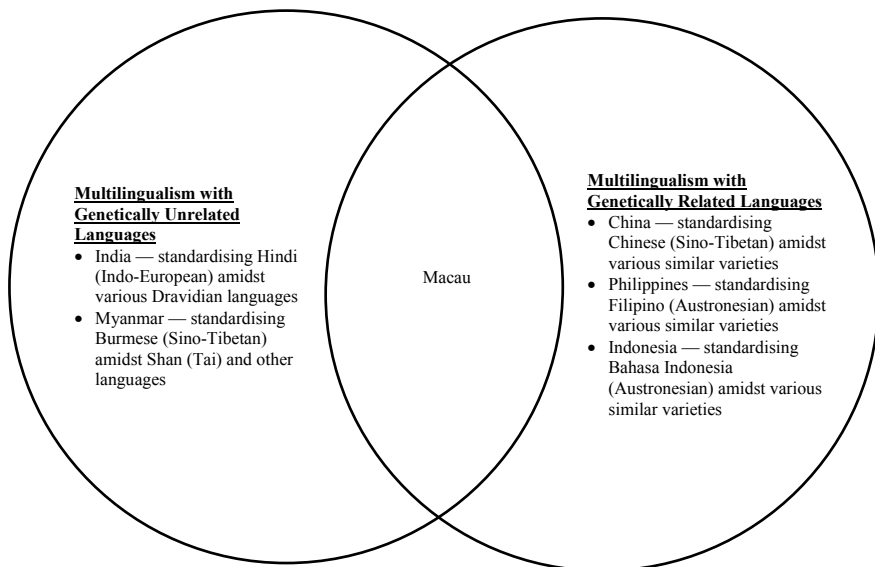 Multilingualism with
Genetically Unrelated
Languages
• India — standardising Hindi
(Indo-European) amidst
various Dravidian languages
• Myanmar — standardising
Burmese (Sino-Tibetan)
amidst Shan (Tai) and other
languages
Macau
Multilingualism with
Genetically Related Languages
• China — standardising
Chinese (Sino-Tibetan) amidst
various similar varieties
• Philippines — standardising
Filipino (Austronesian) amidst
various similar varieties
• Indonesia — standardising
Bahasa Indonesia
(Austronesian) amidst various
similar varieties